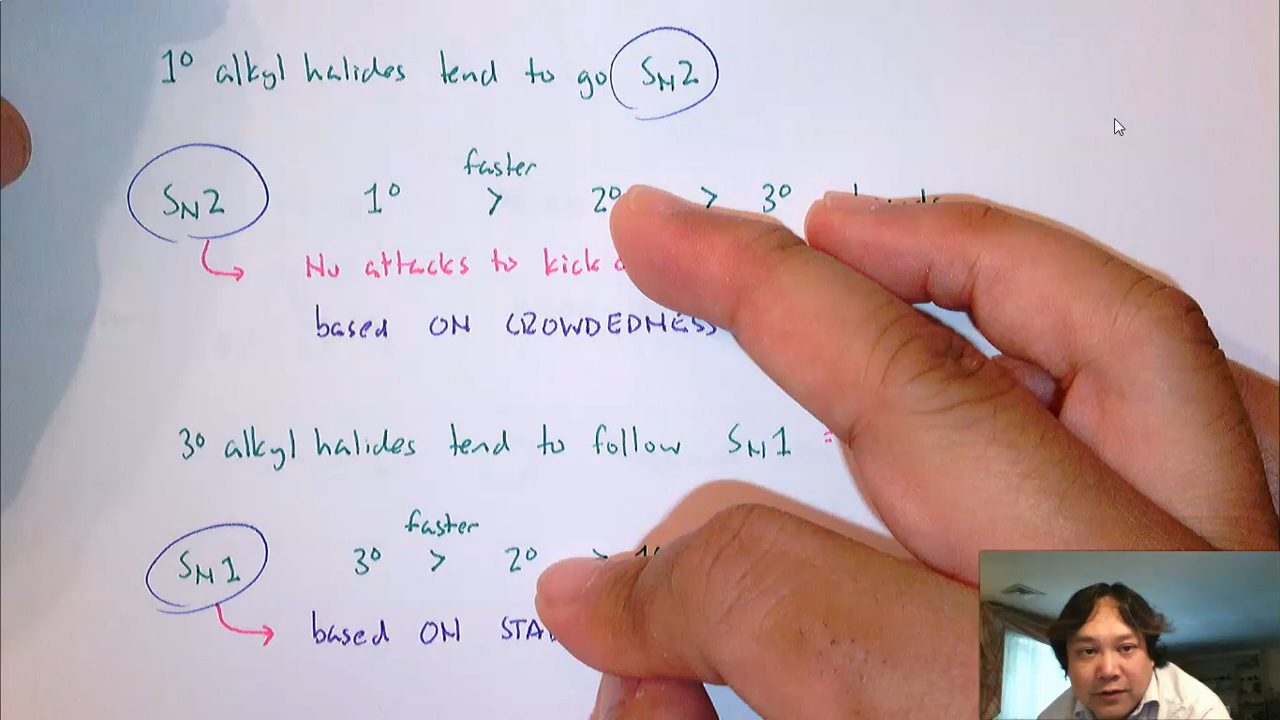 1° alkyl halides tend to go SN2
faster
SN2 1° > 2° > 3°
Nu attacks to kick
based ON CROWDEDNESS
3° alkyl halides tend to follow SN1
faster
SN1 3° > 2° >
based ON